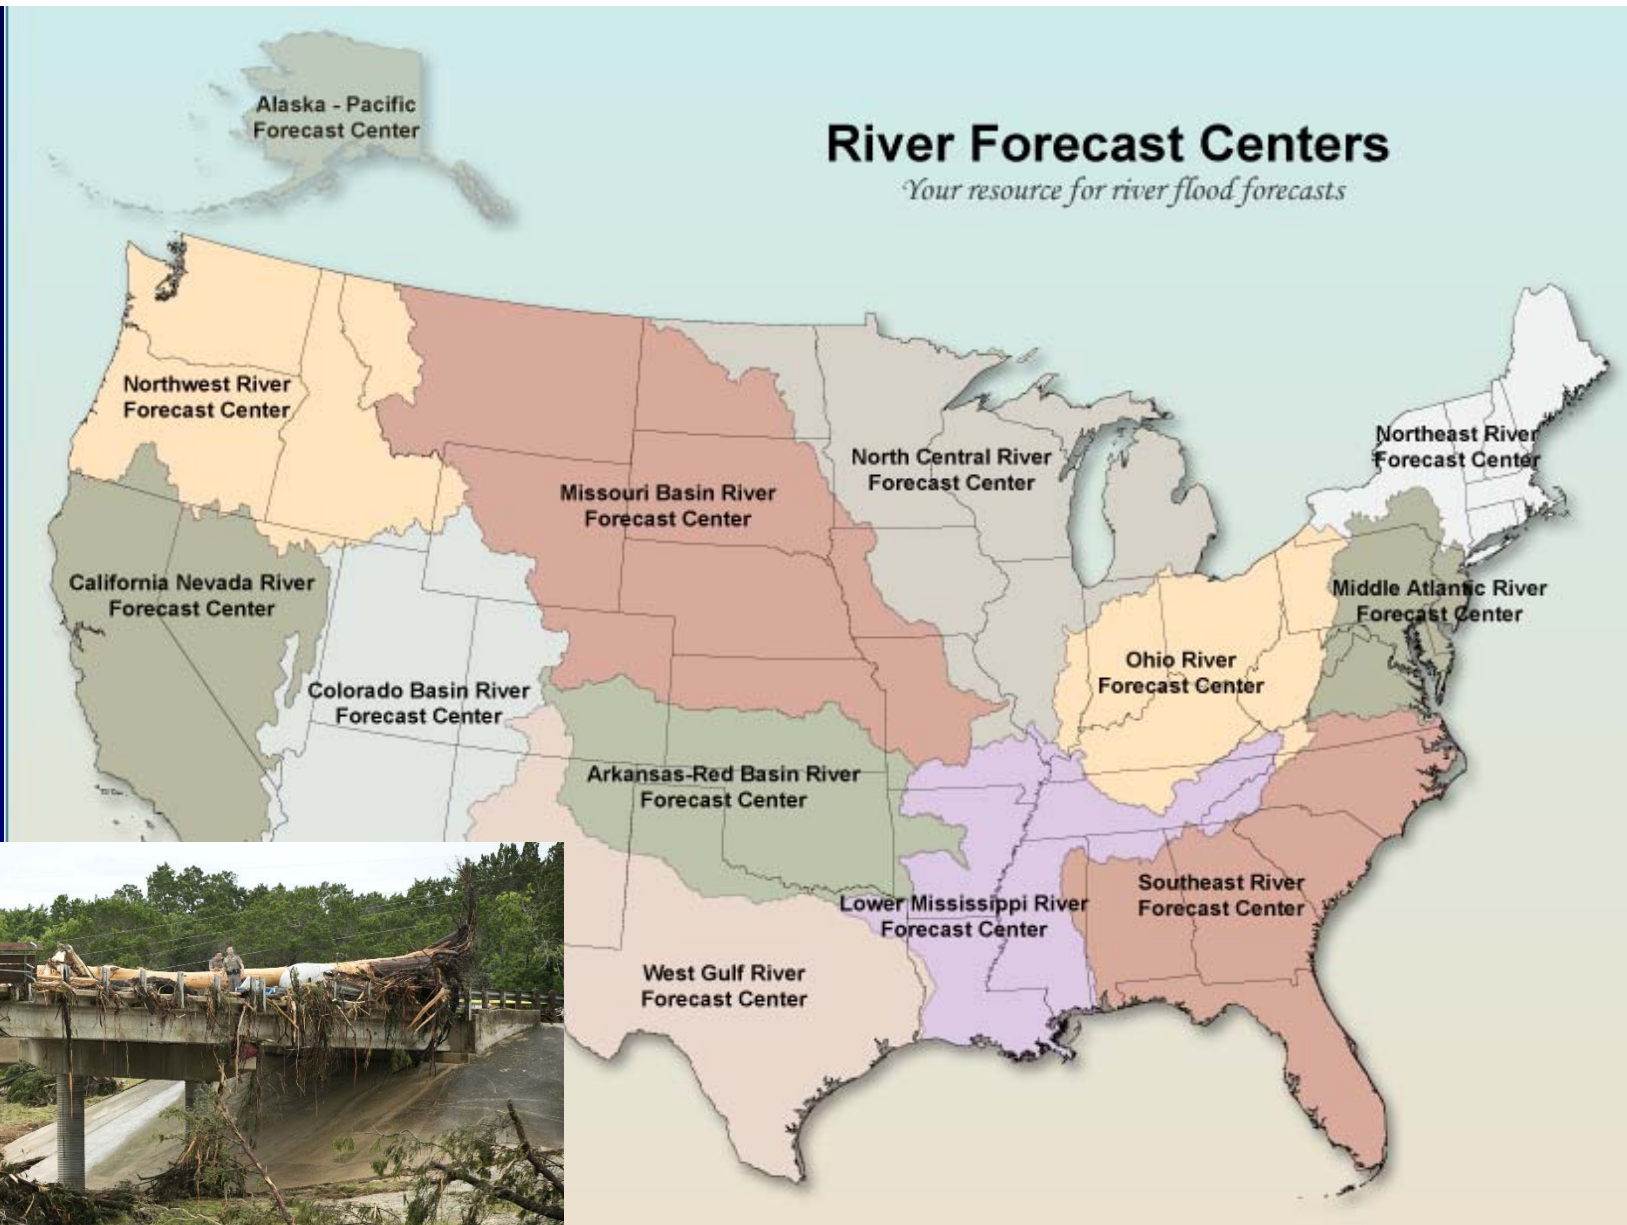 Alaska - Pacific
Forecast Center
River Forecast Centers
Your resource for river flood forecasts
Northwest River
Forecast Center
Northeast River
Forecast Center
North Central River
Forecast Center
Missouri Basin River
Forecast Center
California Nevada River
Forecast Center
Middle Atlantic River
Forecast Center
Ohio River
Forecast Center
Colorado Basin River
Forecast Center
Arkansas-Red Basin River
Forecast Center
Southeast River
Forecast Center
Lower Mississippi River
Forecast Center
West Gulf River
Forecast Center